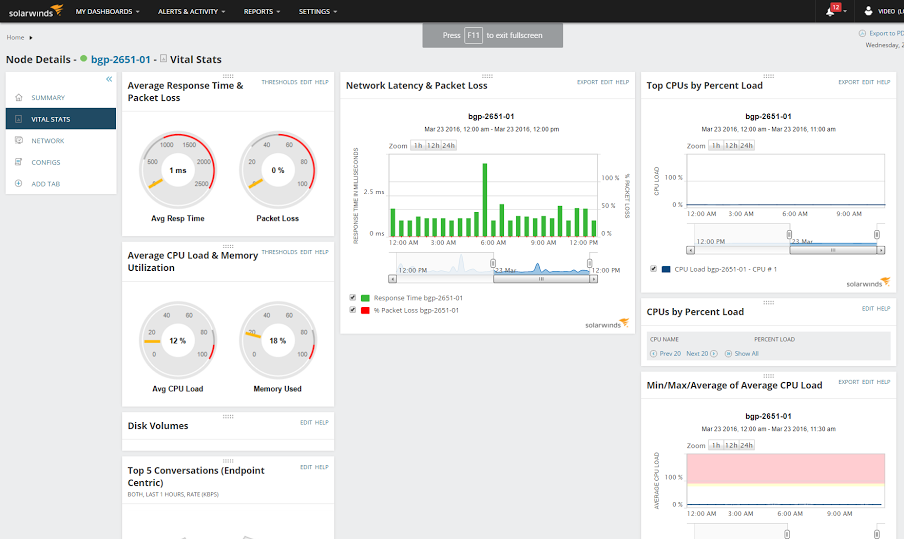 solarwinds
MY DASHBOARDS
ALERTS & ACTIVITY
REPORTS
SETTINGS
12
VIDEO (L
Home
Press F11 to exit fullscreen
Export to PD
Wednesday, 2
Node Details - bgp-2651-01 - Vital Stats
«
SUMMARY
VITAL STATS
NETWORK
CONFIGS
ADD TAB
Average Response Time & Packet Loss
THRESHOLDS EDIT HELP
500 1000 1500 2000 2500
0
1 ms
Avg Resp Time
0 20 40 60 80 100
0 %
Packet Loss
Average CPU Load & Memory Utilization
THRESHOLDS EDIT HELP
0 20 40 60 80 100
12 %
Avg CPU Load
0 20 40 60 80 100
18 %
Memory Used
Disk Volumes
EDIT HELP
Top 5 Conversations (Endpoint Centric)
EDIT HELP
BOTH, LAST 1 HOURS, RATE (KBPS)
Network Latency & Packet Loss
EXPORT EDIT HELP
bgp-2651-01
Mar 23 2016, 12:00 am - Mar 23 2016, 12:00 pm
Zoom 1h 12h 24h
RESPONSE TIME IN MILLISECONDS
2.5 ms
0 ms
% PACKET LOSS
100 %
50 %
0 %
12:00 AM 3:00 AM 6:00 AM 9:00 AM 12:00 PM
12:00 PM 23 Mar 12:00 PM
Response Time bgp-2651-01
% Packet Loss bgp-2651-01
solarwinds
Top CPUs by Percent Load
EXPORT EDIT HELP
bgp-2651-01
Mar 23 2016, 12:00 am - Mar 23 2016, 11:00 am
Zoom 1h 12h 24h
CPU LOAD
100 %
0 %
12:00 AM 3:00 AM 6:00 AM 9:00 AM
12:00 PM 23 Mar
CPU Load bgp-2651-01 - CPU # 1
solarwinds
CPUs by Percent Load
EDIT HELP
CPU NAME PERCENT LOAD
Prev 20 Next 20 Show All
Min/Max/Average of Average CPU Load
EXPORT EDIT HELP
bgp-2651-01
Mar 23 2016, 12:00 am - Mar 23 2016, 11:30 am
Zoom 1h 12h 24h
AVERAGE CPU LOAD
100 %
0 %
12:00 AM 3:00 AM 6:00 AM 9:00 AM